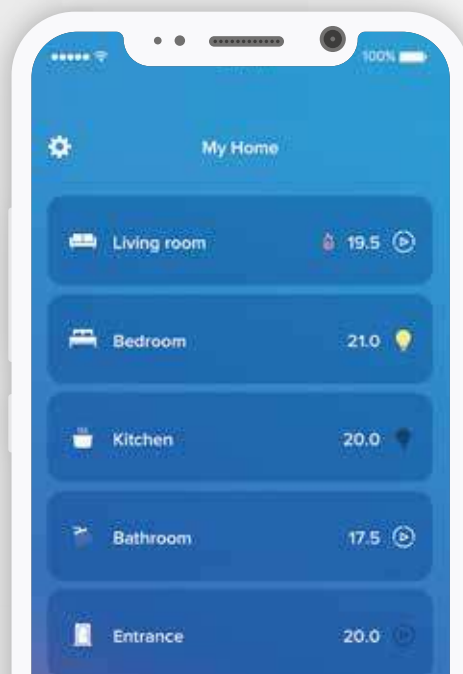 100%
My Home
Living room 19.5
Bedroom 21.0
Kitchen 20.0
Bathroom 17.5
Entrance 20.0